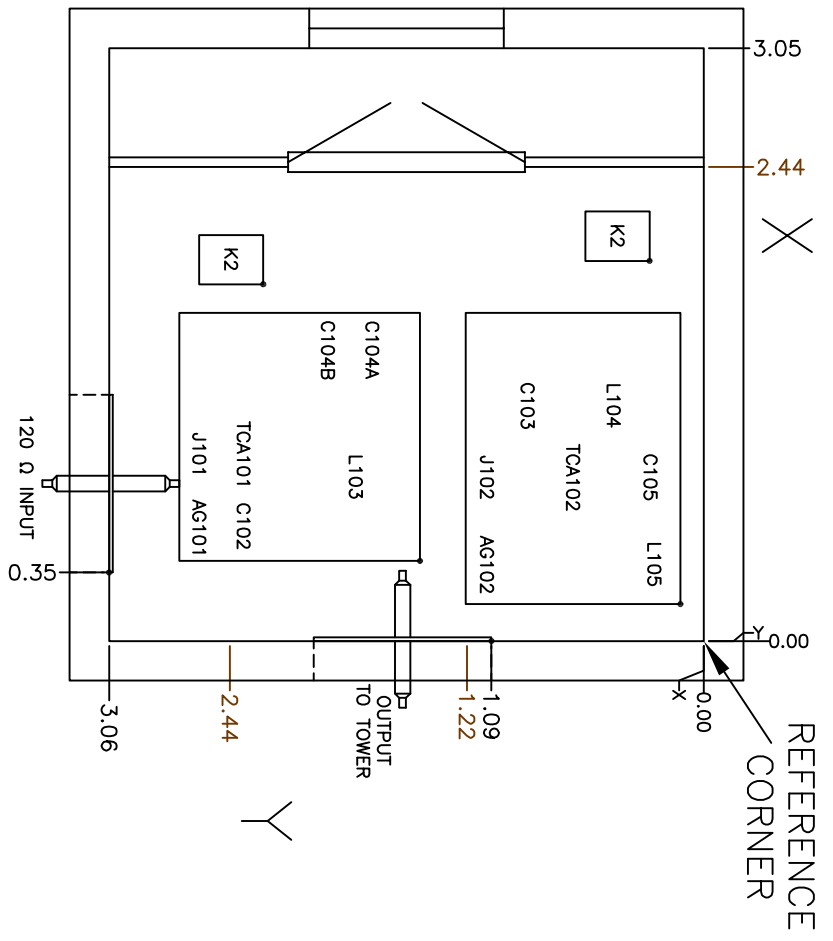 3.05
2.44
X
K2
K2
C104A
C104B
L104
C103
TCA102
C105
L103
TCA101
C102
J101
AG101
J102
AG102
L105
120 Ω INPUT
0.35
Y
0.00
X
0.00
1.09
1.22
2.44
3.06
OUTPUT
TO TOWER
Y
REFERENCE
CORNER